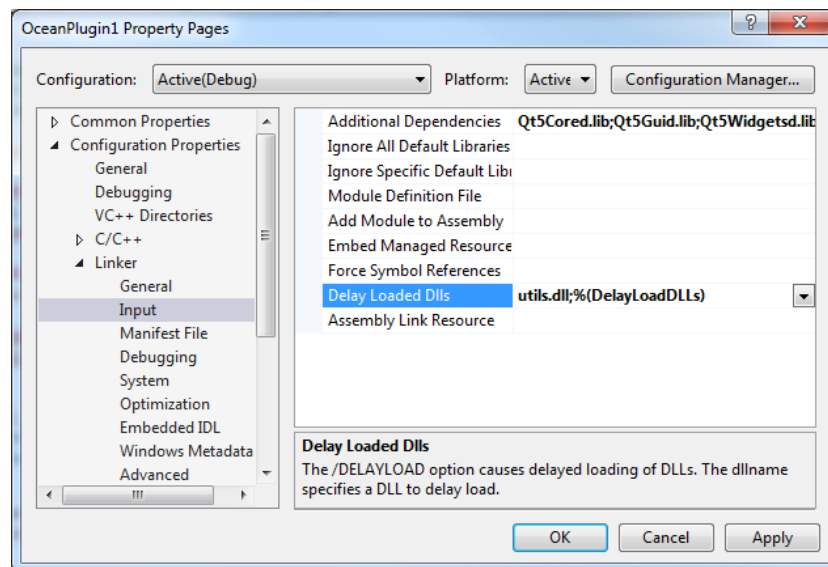 OceanPlugin1 Property Pages
Configuration: Active(Debug) Platform: Active Configuration Manager...
Common Properties
Configuration Properties
General
Debugging
VC++ Directories
C/C++
Linker
General
Input
Manifest File
Debugging
System
Optimization
Embedded IDL
Windows Metadata
Advanced
Additional Dependencies Qt5Cored.lib;Qt5Guid.lib;Qt5Widgetsd.lib
Ignore All Default Libraries
Ignore Specific Default Libr
Module Definition File
Add Module to Assembly
Embed Managed Resource
Force Symbol References
Delay Loaded Dlls utils.dll;%(DelayLoadDLLs)
Assembly Link Resource
Delay Loaded Dlls
The /DELAYLOAD option causes delayed loading of DLLs. The dllname
specifies a DLL to delay load.
OK Cancel Apply